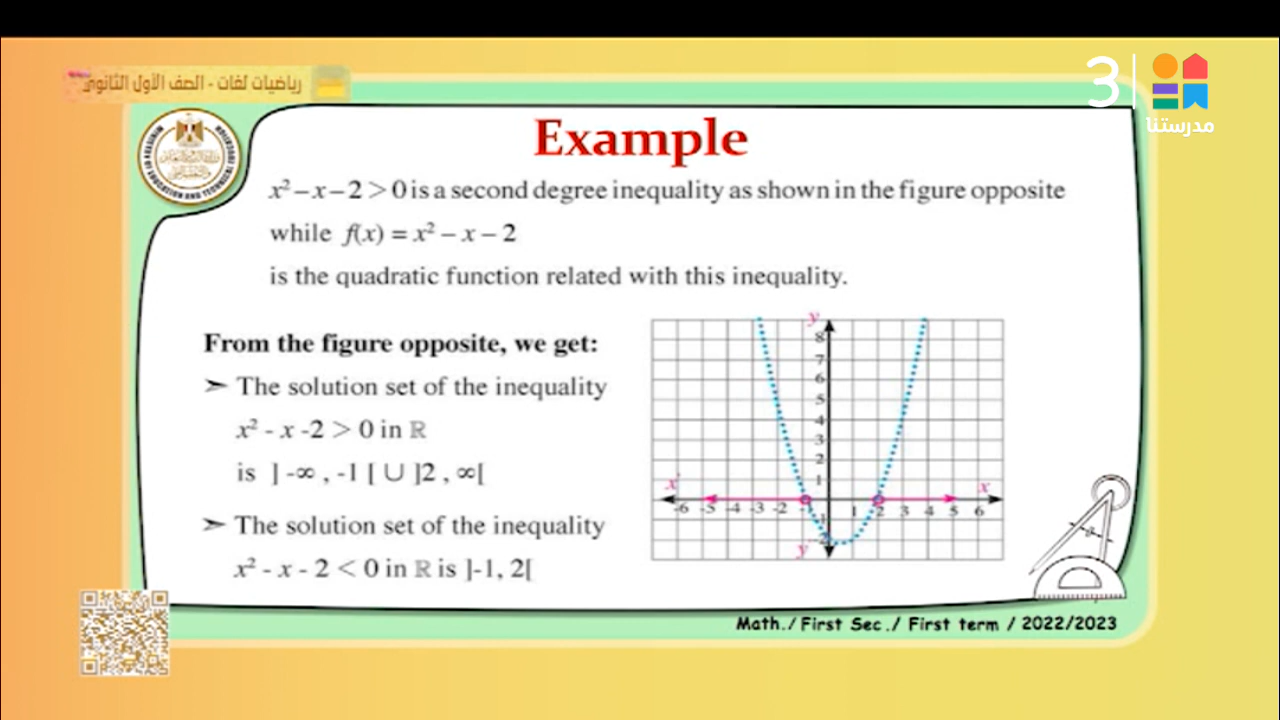 رياضيات لغات - الصف الأول الثانوي
3
مدرستنا
Example
x² – x – 2 > 0 is a second degree inequality as shown in the figure opposite
while f(x) = x² – x – 2
is the quadratic function related with this inequality.
From the figure opposite, we get:
➢ The solution set of the inequality
x² - x -2 > 0 in ℝ
is ]-∞ , -1 [ ∪ ]2 , ∞[
➢ The solution set of the inequality
x² - x - 2 < 0 in ℝ is ]-1, 2[
y
8
7
6
5
4
3
2
1
x' x
-6 -5 -4 -3 -2 1 2 3 4 5 6
-2
y'
Math./ First Sec./ First term / 2022/2023